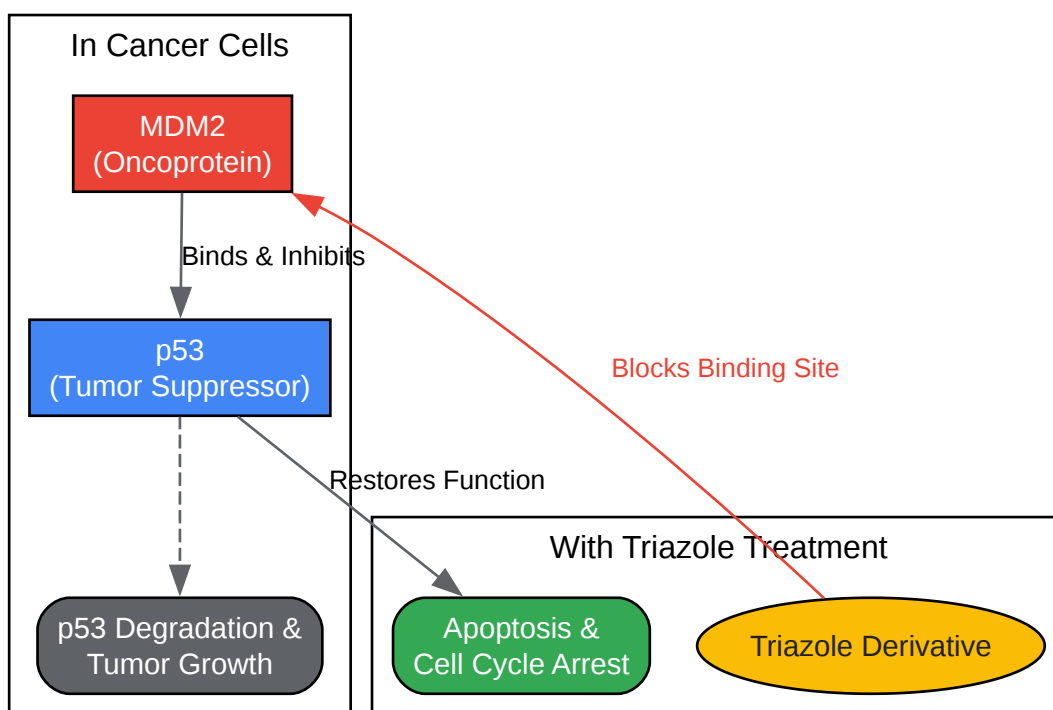 In Cancer Cells
MDM2
(Oncoprotein)
Binds & Inhibits
p53
(Tumor Suppressor)
Blocks Binding Site
Restores Function
With Triazole Treatment
p53 Degradation &
Tumor Growth
Apoptosis &
Cell Cycle Arrest
Triazole Derivative